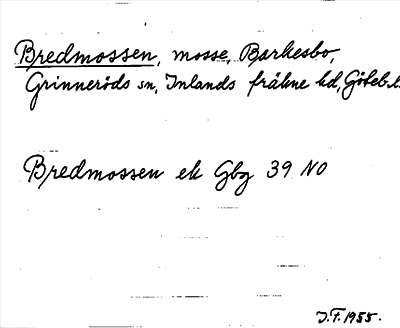 Bredmossen, mosse, Barkesbo,
Grinneröds sn, Inlands fräkne hd, Göteb.
Bredmossen ek Gbg 39 NO
J.F. 1955.